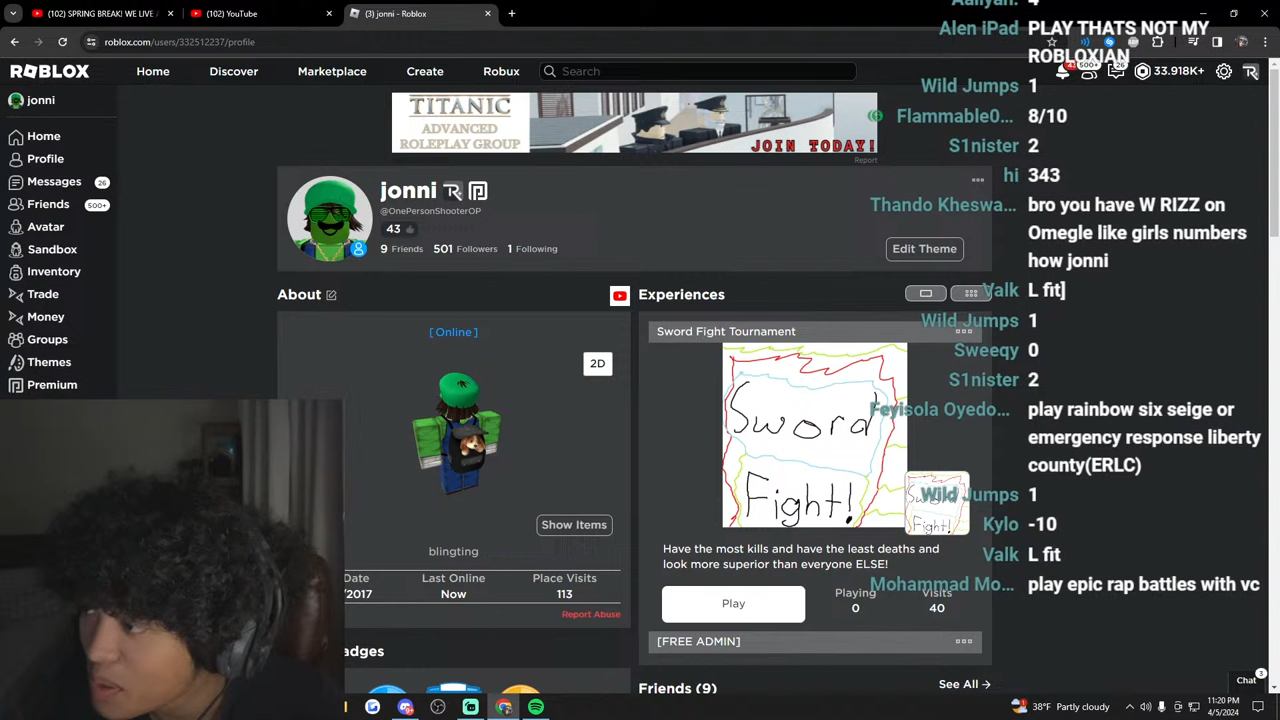 (102) SPRING BREAK! WE LIVE A
(102) YouTube
(3) jonni - Roblox
roblox.com/users/332512237/profile
ROBLOX
Home
Discover
Marketplace
Create
Robux
Search
500+
26
33.918K+
jonni
Home
Profile
Messages
26
Friends
500+
Avatar
Sandbox
Inventory
Trade
Money
Groups
Themes
Premium
TITANIC
ADVANCED
ROLEPLAY GROUP
JOIN TODAY!
Report
jonni
@OnePersonShooterOP
43
9 Friends
501 Followers
1 Following
Edit Theme
About
[Online]
2D
Show Items
blingting
Date
Last Online
Place Visits
/2017
Now
113
Report Abuse
adges
Experiences
Sword Fight Tournament
Sword
Fight!
Sword
Fight!
Have the most kills and have the least deaths and
look more superior than everyone ELSE!
Play
Playing
0
Visits
40
[FREE ADMIN]
Friends (9)
See All
Aaliyah. 4
Alen iPad PLAY THATS NOT MY
ROBLOXIAN
Wild Jumps 1
Flammable0... 8/10
S1nister 2
hi 343
Thando Kheswa... bro you have W RIZZ on
Omegle like girls numbers
how jonni
Valk L fit]
Wild Jumps 1
Sweeqy 0
S1nister 2
Feyisola Oyedo... play rainbow six seige or
emergency response liberty
county(ERLC)
Wild Jumps 1
Kylo -10
Valk L fit
Mohammad Mo... play epic rap battles with vc
Chat
3
38°F Partly cloudy
11:20 PM
4/5/2024